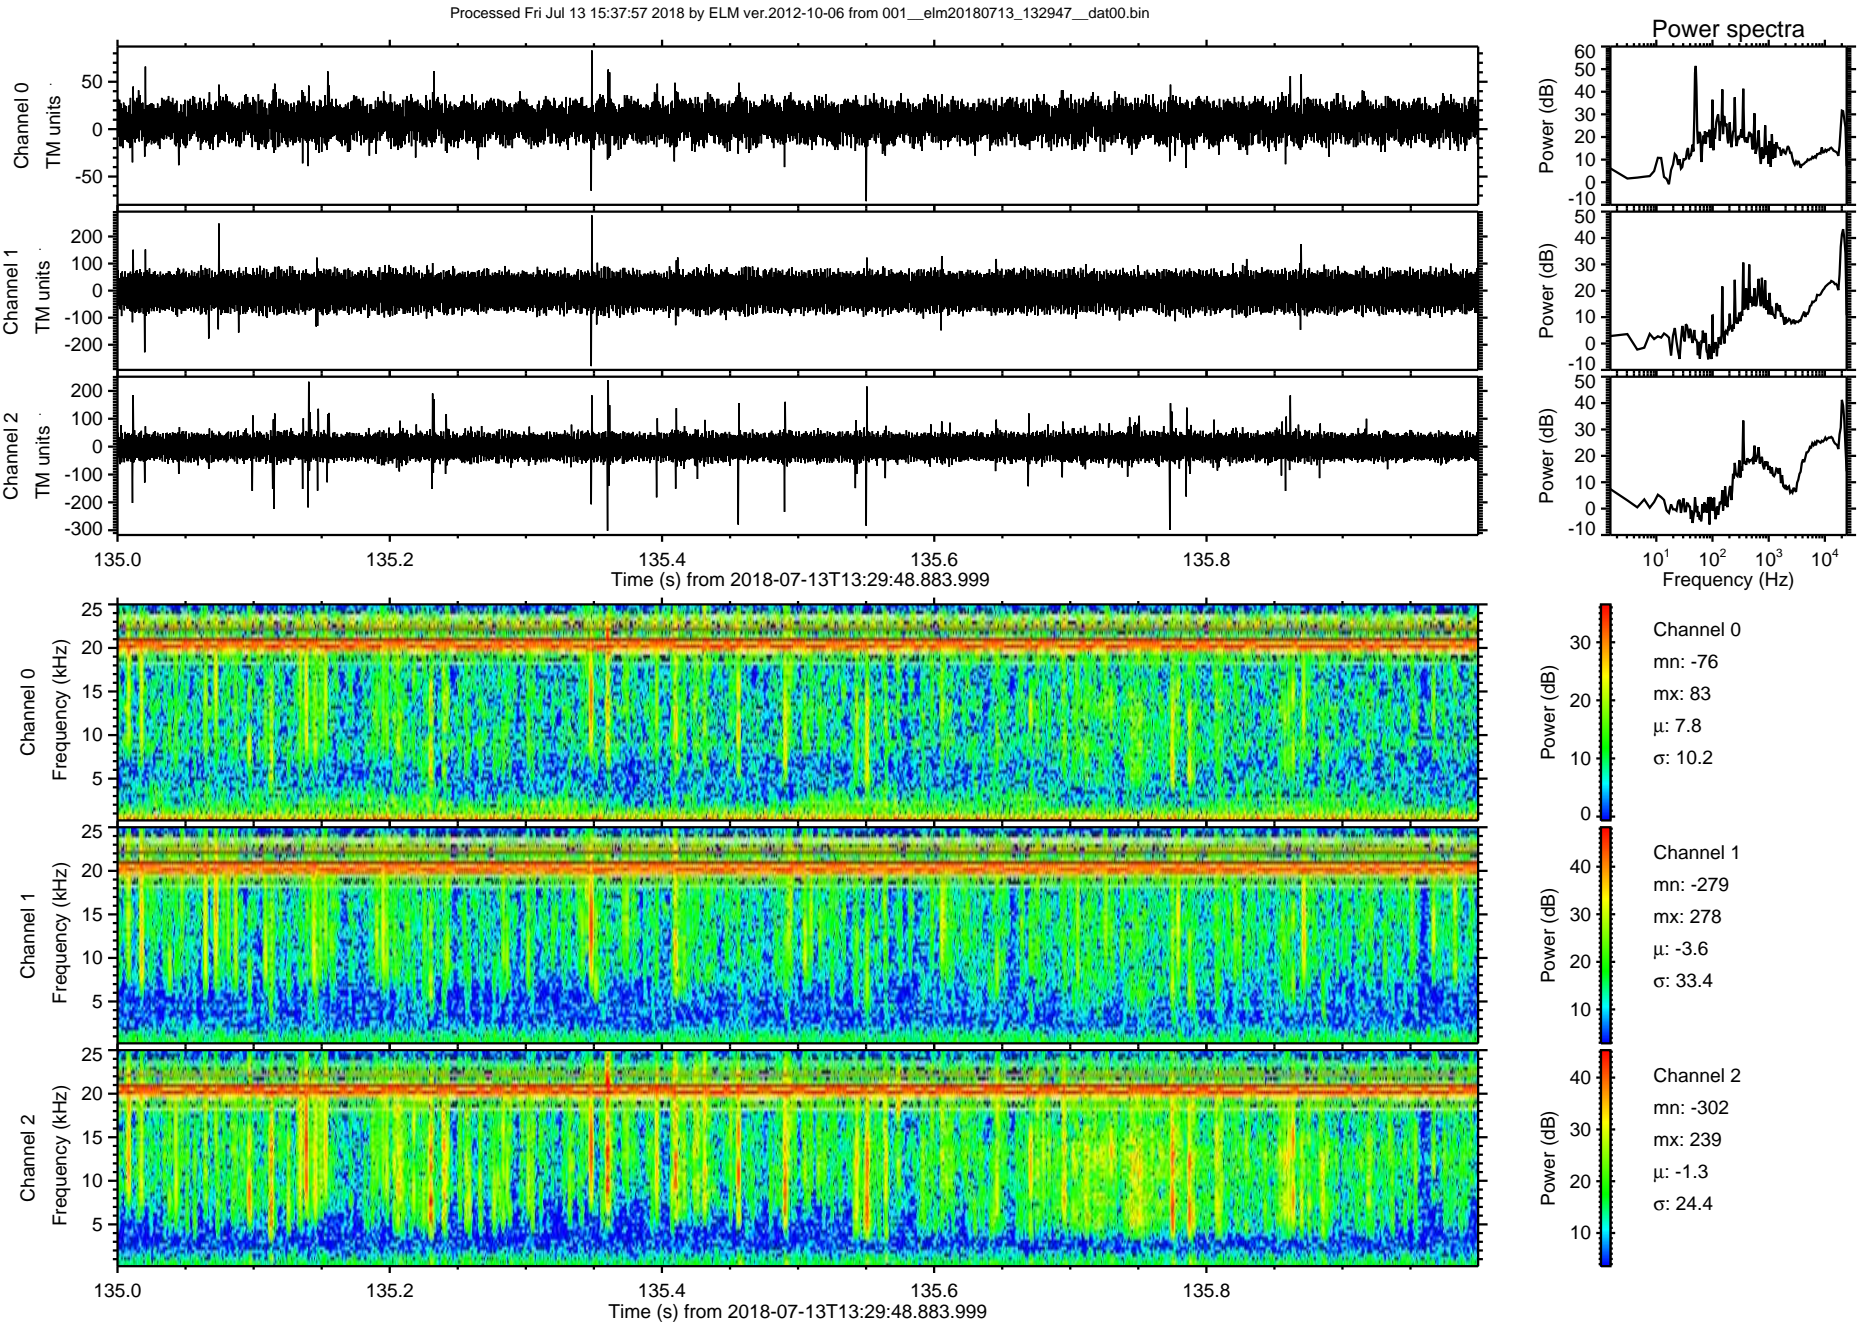 Processed Fri Jul 13 15:37:57 2018 by ELM ver.2012-10-06 from 001__elm20180713_132947__dat00.bin
Power spectra
Channel 0
TM units
50
0
-50
Power (dB)
60
50
40
30
20
10
0
-10
Channel 1
TM units
200
100
0
-100
-200
Power (dB)
50
40
30
20
10
0
-10
Channel 2
TM units
200
100
0
-100
-200
-300
Power (dB)
50
40
30
20
10
0
-10
135.0 135.2 135.4 135.6 135.8
Time (s) from 2018-07-13T13:29:48.883.999
10^1 10^2 10^3 10^4
Frequency (Hz)
Channel 0
Frequency (kHz)
25
20
15
10
5
Power (dB)
30
20
10
0
Channel 0
mn: -76
mx: 83
μ: 7.8
σ: 10.2
Channel 1
Frequency (kHz)
25
20
15
10
5
Power (dB)
40
30
20
10
Channel 1
mn: -279
mx: 278
μ: -3.6
σ: 33.4
Channel 2
Frequency (kHz)
25
20
15
10
5
Power (dB)
40
30
20
10
Channel 2
mn: -302
mx: 239
μ: -1.3
σ: 24.4
135.0 135.2 135.4 135.6 135.8
Time (s) from 2018-07-13T13:29:48.883.999